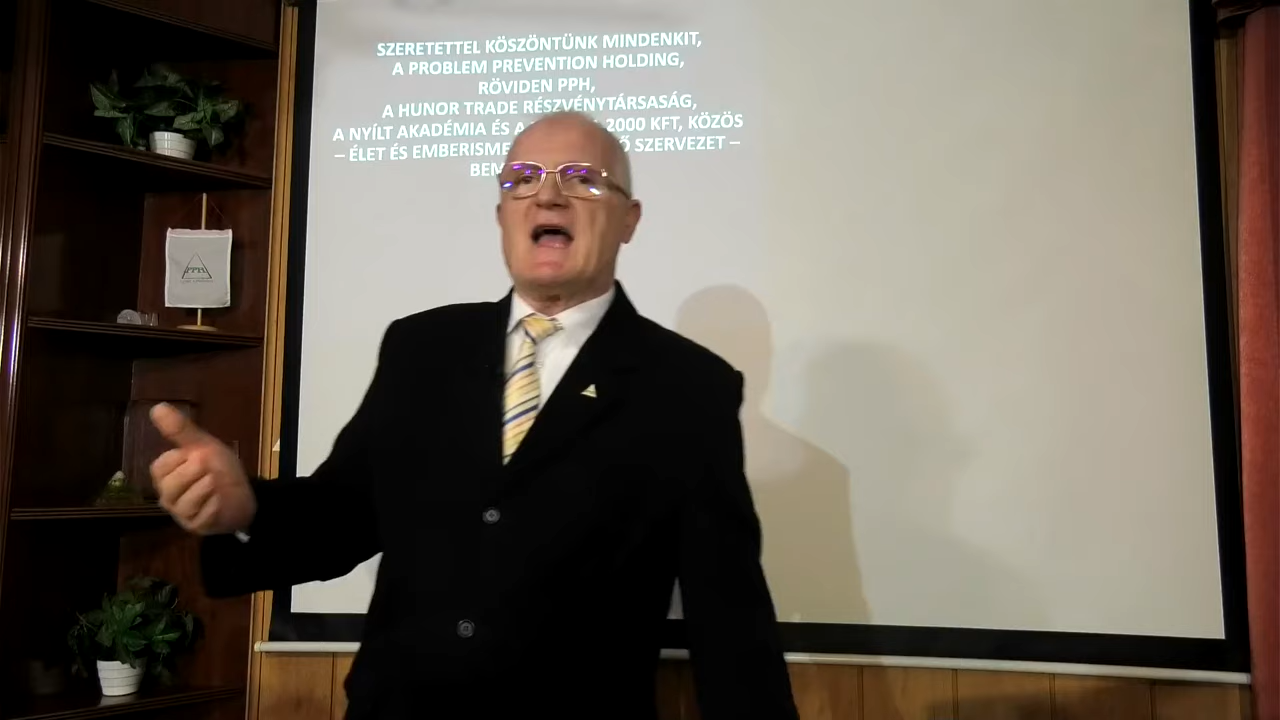 SZERETETTEL KÖSZÖNTÜNK MINDENKIT,
A PROBLEM PREVENTION HOLDING,
RÖVIDEN PPH,
A HUNOR TRADE RÉSZVÉNYTÁRSASÁG,
A NYÍLT AKADÉMIA ÉS A 2000 KFT, KÖZÖS
– ÉLET ÉS SZERVEZET –
PPH